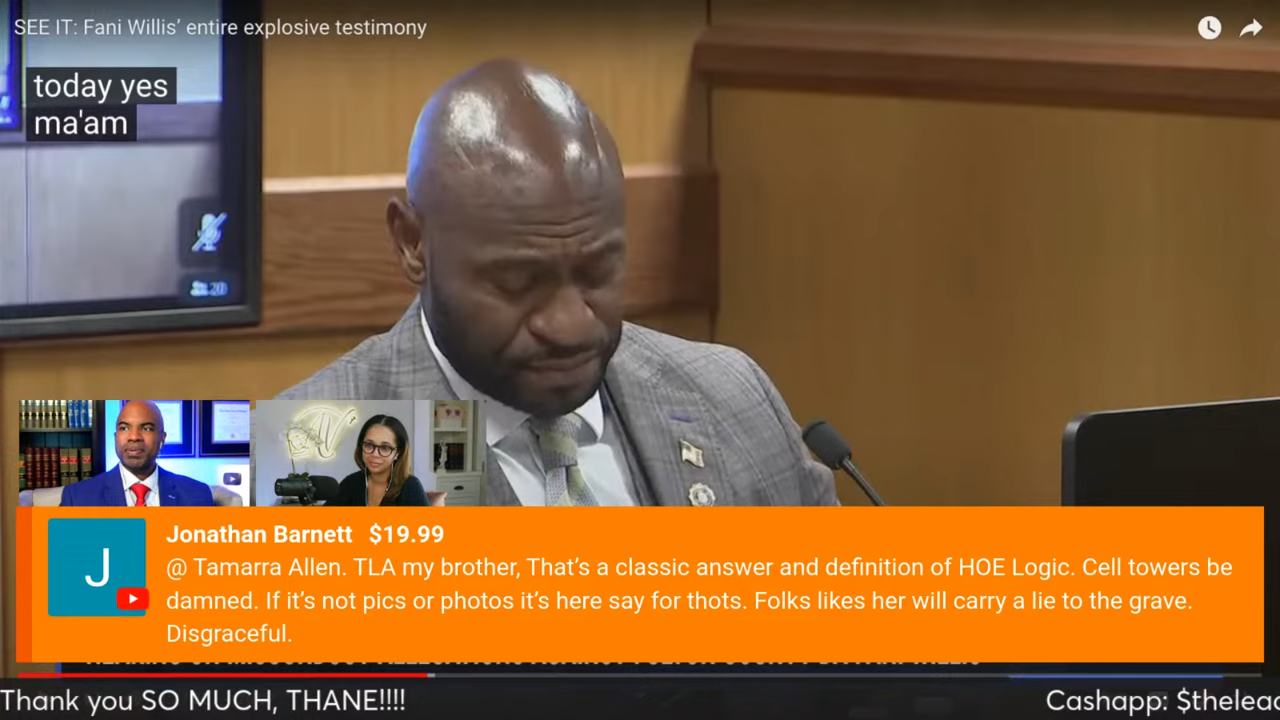 SEE IT: Fani Willis’ entire explosive testimony
today yes
ma'am
20
J
Jonathan Barnett $19.99
@ Tamarra Allen. TLA my brother, That’s a classic answer and definition of HOE Logic. Cell towers be
damned. If it’s not pics or photos it’s here say for thots. Folks likes her will carry a lie to the grave.
Disgraceful.
Thank you SO MUCH, THANE!!!!
Cashapp: $thelead